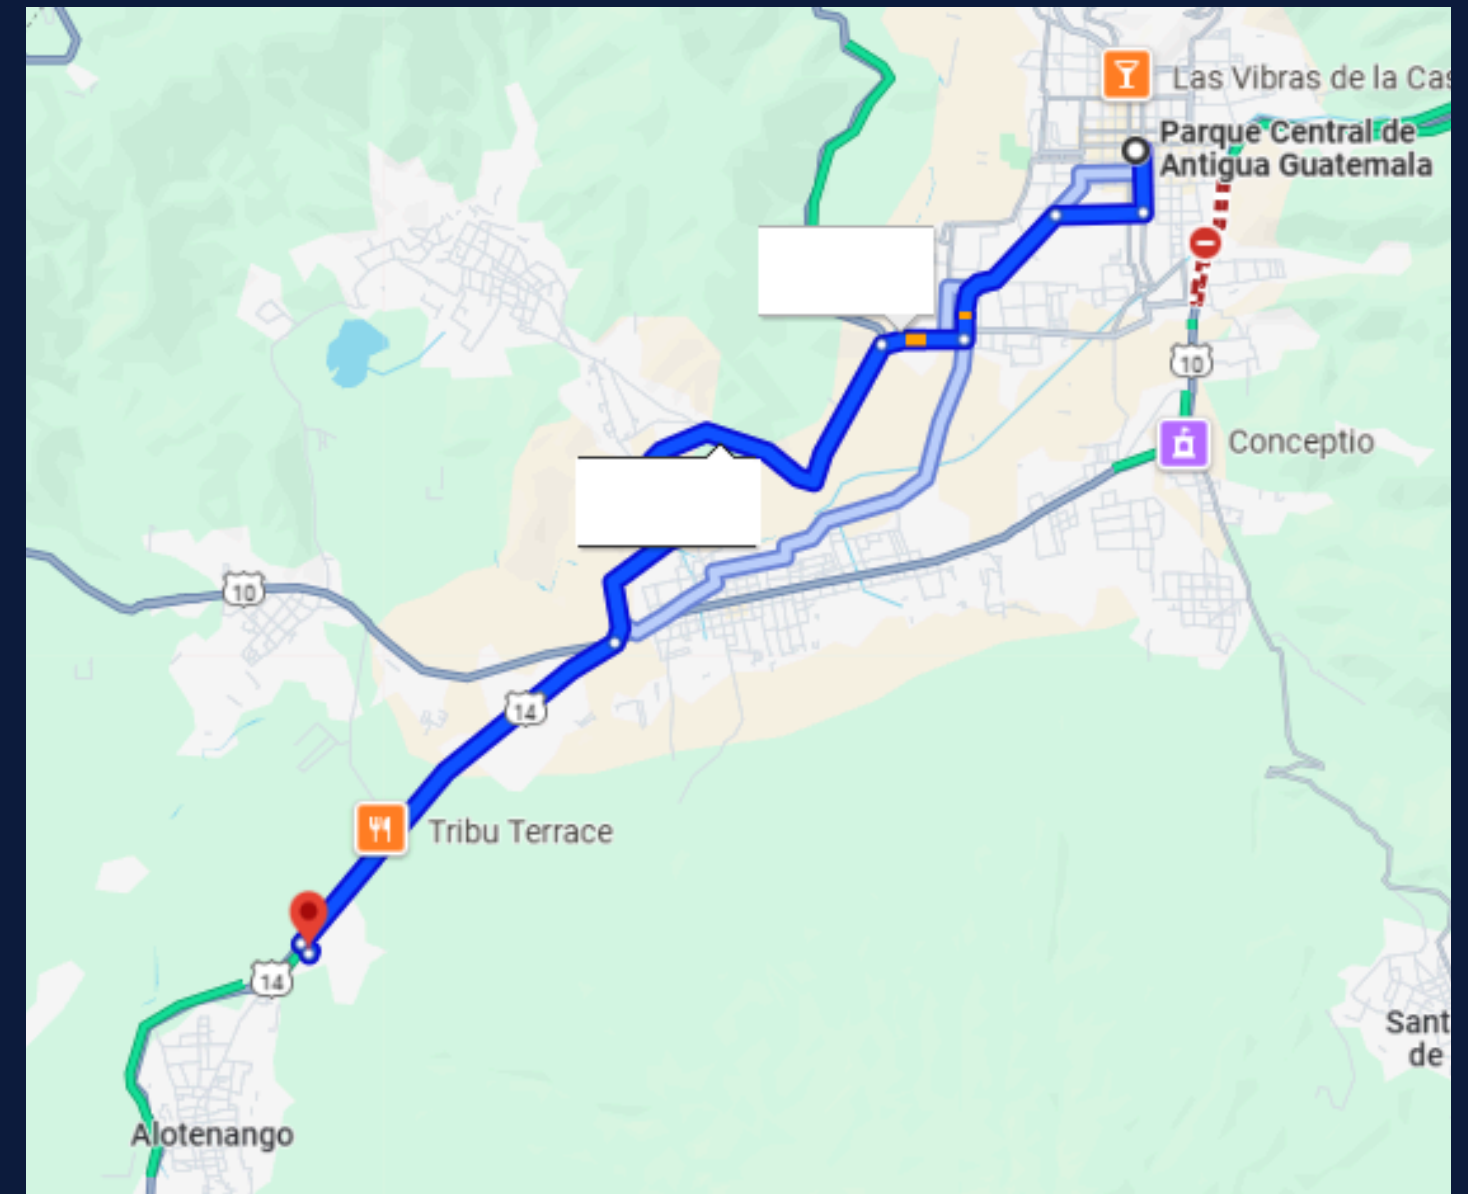 Las Vibras de la Cas
Parque Central de
Antigua Guatemala
10
Conceptio
10
14
Tribu Terrace
14
Sant
de
Alotenango